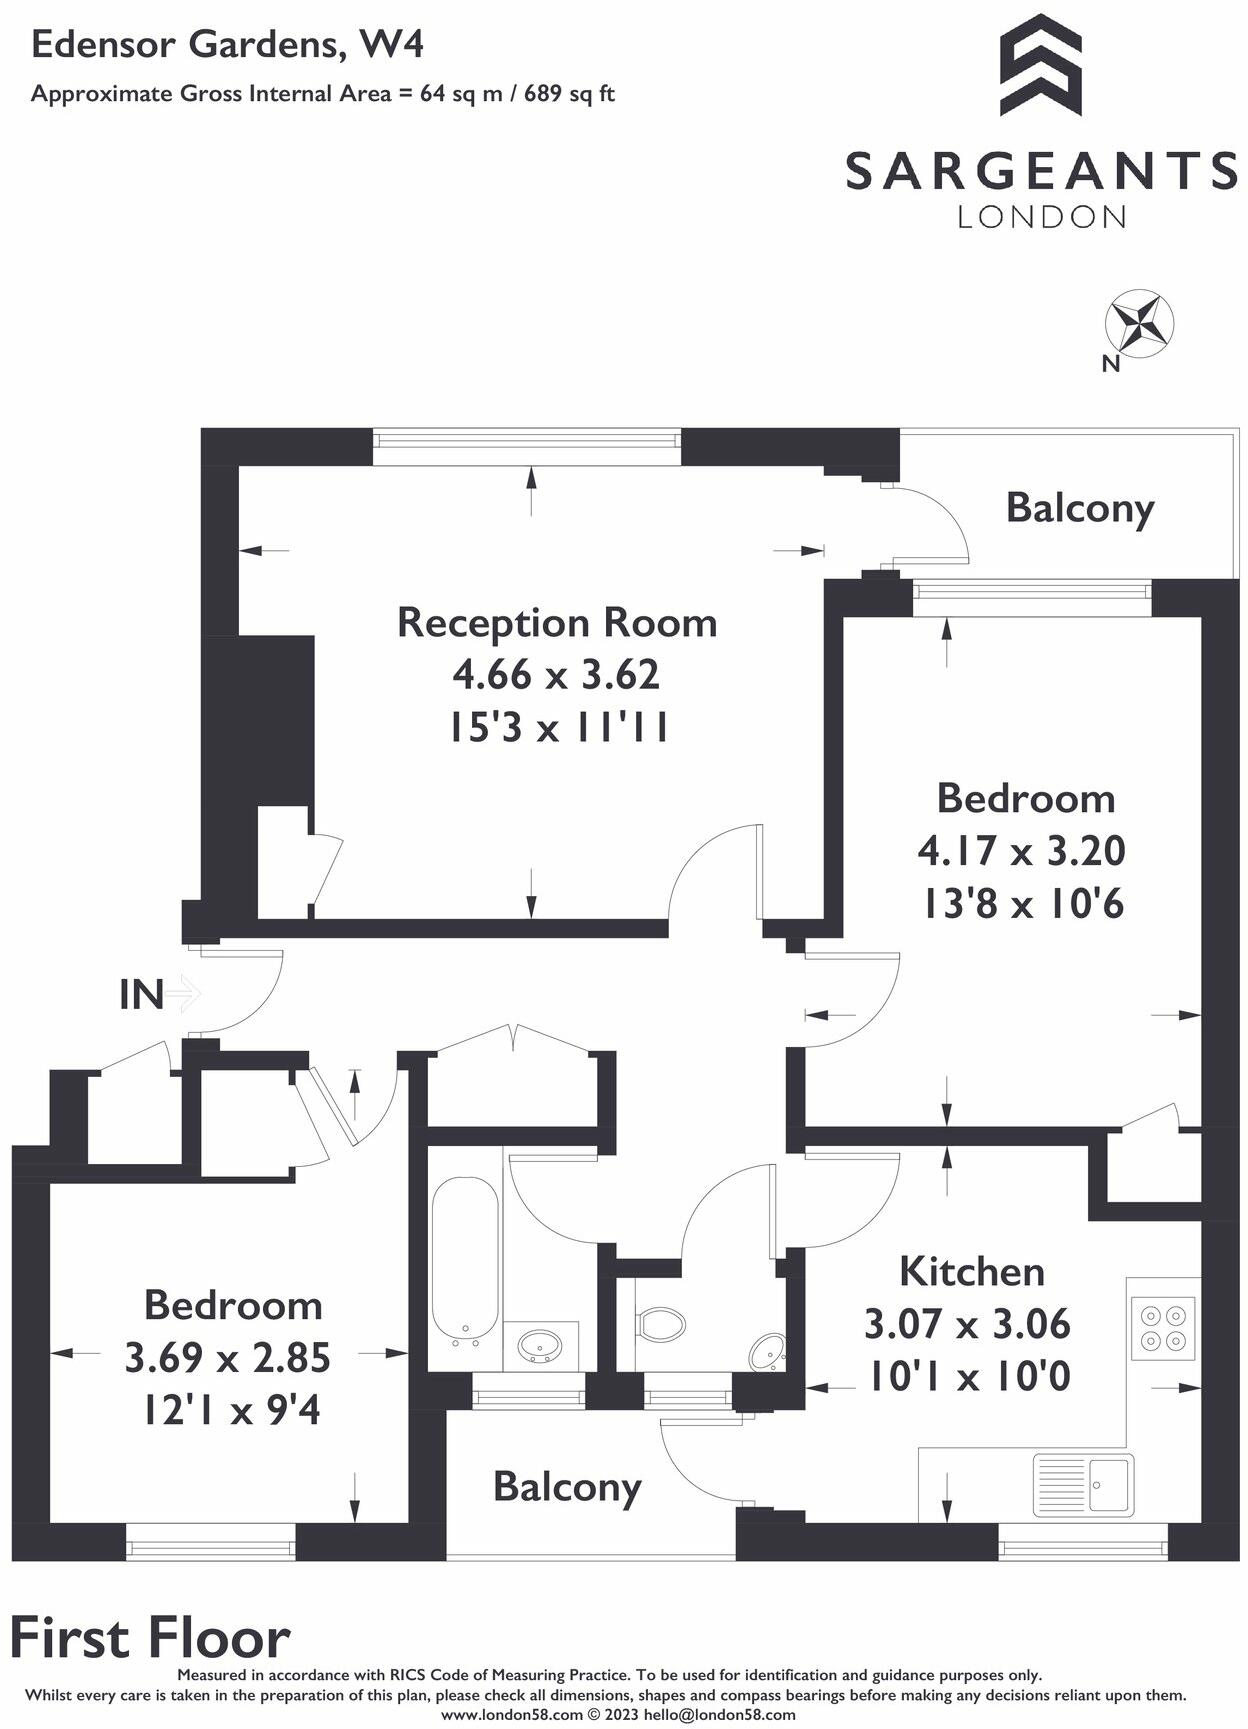 Edensor Gardens, W4
Approximate Gross Internal Area = 64 sq m / 689 sq ft
SARGEANTS
LONDON
N
Balcony
Reception Room
4.66 x 3.62
15'3 x 11'11
Bedroom
4.17 x 3.20
13'8 x 10'6
IN
Bedroom
3.69 x 2.85
12'1 x 9'4
Kitchen
3.07 x 3.06
10'1 x 10'0
Balcony
First Floor
Measured in accordance with RICS Code of Measuring Practice. To be used for identification and guidance purposes only.
Whilst every care is taken in the preparation of this plan, please check all dimensions, shapes and compass bearings before making any decisions reliant upon them.
www.london58.com © 2023 hello@london58.com